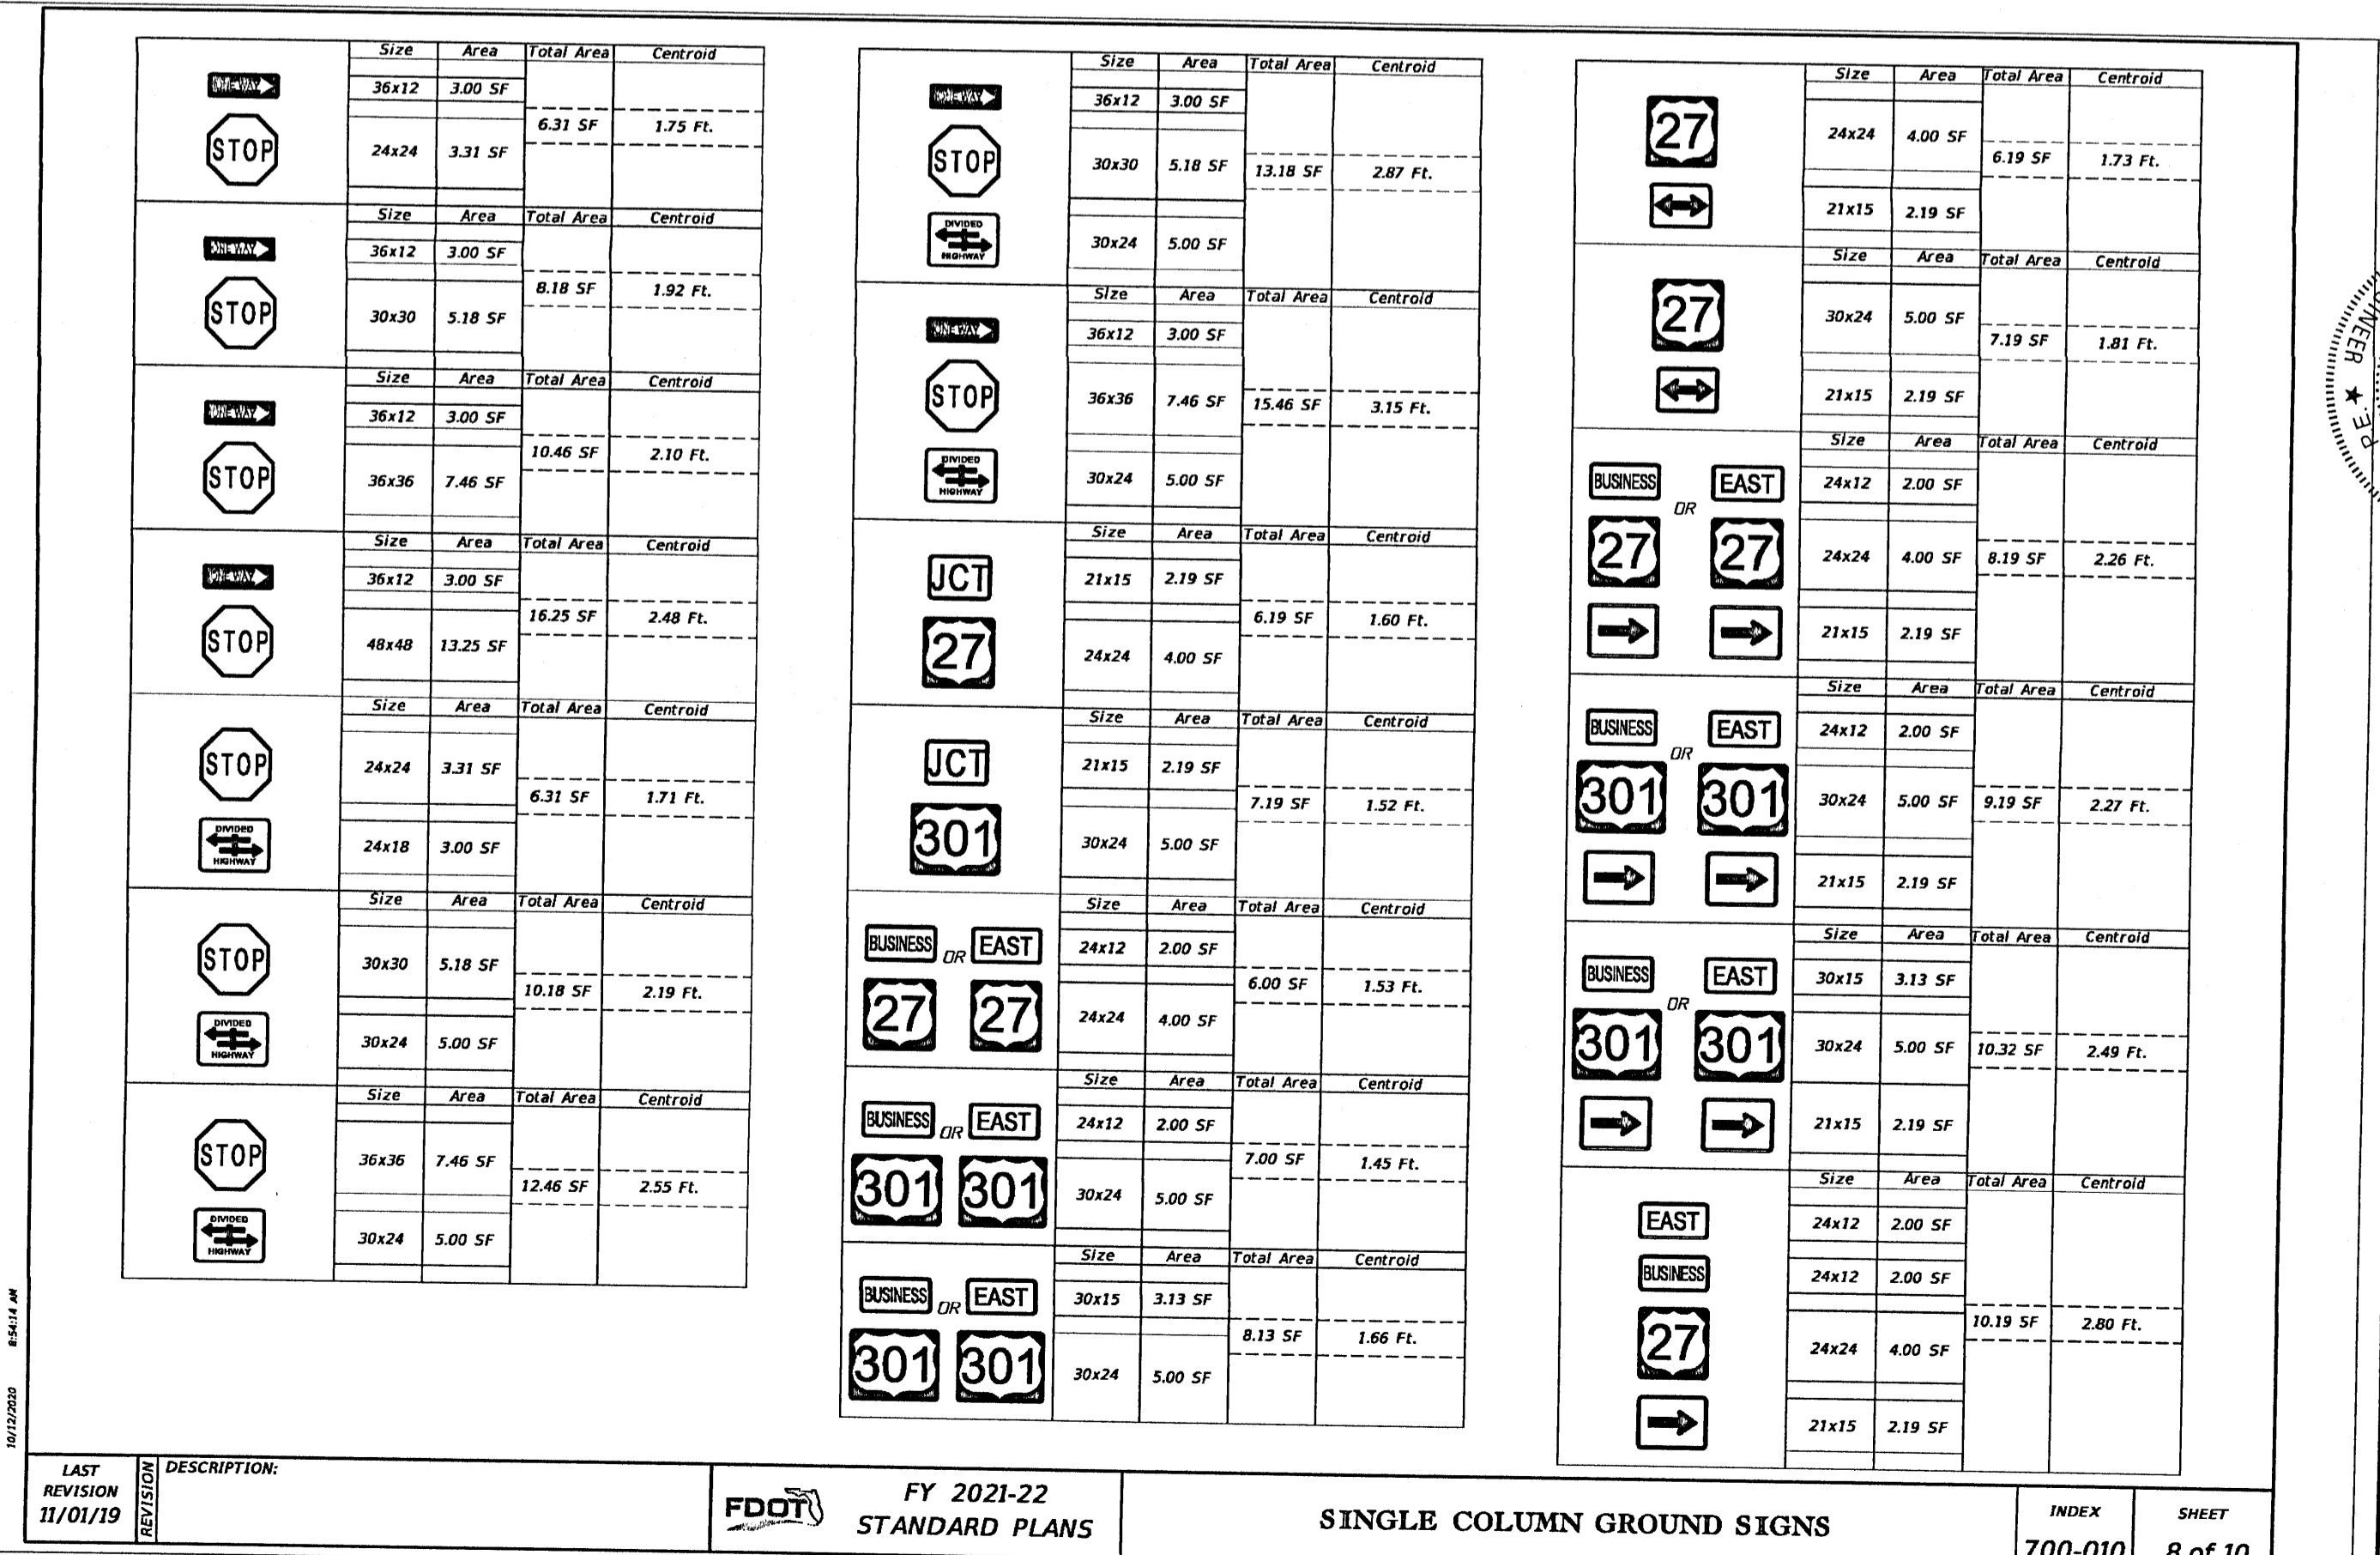 Size Area Total Area Centroid
ONE WAY
36x12 3.00 SF
6.31 SF 1.75 Ft.
STOP
24x24 3.31 SF
Size Area Total Area Centroid
ONE WAY
36x12 3.00 SF
8.18 SF 1.92 Ft.
STOP
30x30 5.18 SF
Size Area Total Area Centroid
ONE WAY
36x12 3.00 SF
10.46 SF 2.10 Ft.
STOP
36x36 7.46 SF
Size Area Total Area Centroid
ONE WAY
36x12 3.00 SF
16.25 SF 2.48 Ft.
STOP
48x48 13.25 SF
Size Area Total Area Centroid
STOP
24x24 3.31 SF
6.31 SF 1.71 Ft.
DIVIDED
HIGHWAY
24x18 3.00 SF
Size Area Total Area Centroid
STOP
30x30 5.18 SF
10.18 SF 2.19 Ft.
DIVIDED
HIGHWAY
30x24 5.00 SF
Size Area Total Area Centroid
STOP
36x36 7.46 SF
12.46 SF 2.55 Ft.
DIVIDED
HIGHWAY
30x24 5.00 SF
Size Area Total Area Centroid
ONE WAY
36x12 3.00 SF
STOP
30x30 5.18 SF 13.18 SF 2.87 Ft.
DIVIDED
HIGHWAY
30x24 5.00 SF
Size Area Total Area Centroid
ONE WAY
36x12 3.00 SF
STOP
36x36 7.46 SF 15.46 SF 3.15 Ft.
DIVIDED
HIGHWAY
30x24 5.00 SF
Size Area Total Area Centroid
JCT
21x15 2.19 SF
6.19 SF 1.60 Ft.
27
24x24 4.00 SF
Size Area Total Area Centroid
JCT
21x15 2.19 SF
7.19 SF 1.52 Ft.
301
30x24 5.00 SF
Size Area Total Area Centroid
BUSINESS OR EAST
24x12 2.00 SF
6.00 SF 1.53 Ft.
27 27
24x24 4.00 SF
Size Area Total Area Centroid
BUSINESS OR EAST
24x12 2.00 SF
7.00 SF 1.45 Ft.
301 301
30x24 5.00 SF
Size Area Total Area Centroid
BUSINESS OR EAST
30x15 3.13 SF
8.13 SF 1.66 Ft.
301 301
30x24 5.00 SF
Size Area Total Area Centroid
27
24x24 4.00 SF
6.19 SF 1.73 Ft.
21x15 2.19 SF
Size Area Total Area Centroid
27
30x24 5.00 SF
7.19 SF 1.81 Ft.
21x15 2.19 SF
Size Area Total Area Centroid
BUSINESS OR EAST
24x12 2.00 SF
27 27
24x24 4.00 SF 8.19 SF 2.26 Ft.
21x15 2.19 SF
Size Area Total Area Centroid
BUSINESS OR EAST
24x12 2.00 SF
301 301
30x24 5.00 SF 9.19 SF 2.27 Ft.
21x15 2.19 SF
Size Area Total Area Centroid
BUSINESS OR EAST
30x15 3.13 SF
301 301
30x24 5.00 SF 10.32 SF 2.49 Ft.
21x15 2.19 SF
Size Area Total Area Centroid
EAST
24x12 2.00 SF
BUSINESS
24x12 2.00 SF
10.19 SF 2.80 Ft.
27
24x24 4.00 SF
21x15 2.19 SF
P.E.
10/12/2020 8:54:14 AM
LAST
REVISION
11/01/19
REVISION
DESCRIPTION:
FDOT
FY 2021-22
STANDARD PLANS
SINGLE COLUMN GROUND SIGNS
INDEX
700-010
SHEET
8 of 10